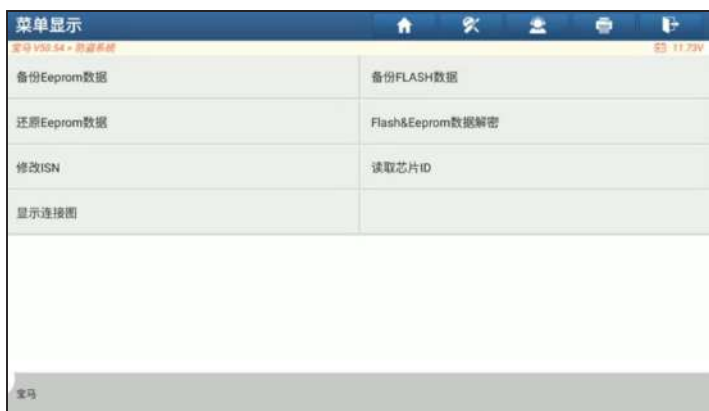 菜单显示
宝马 V50.54 > 防盗系统
11.73V
备份Eeprom数据
备份FLASH数据
还原Eeprom数据
Flash&Eeprom数据解密
修改ISN
读取芯片ID
显示连接图
宝马